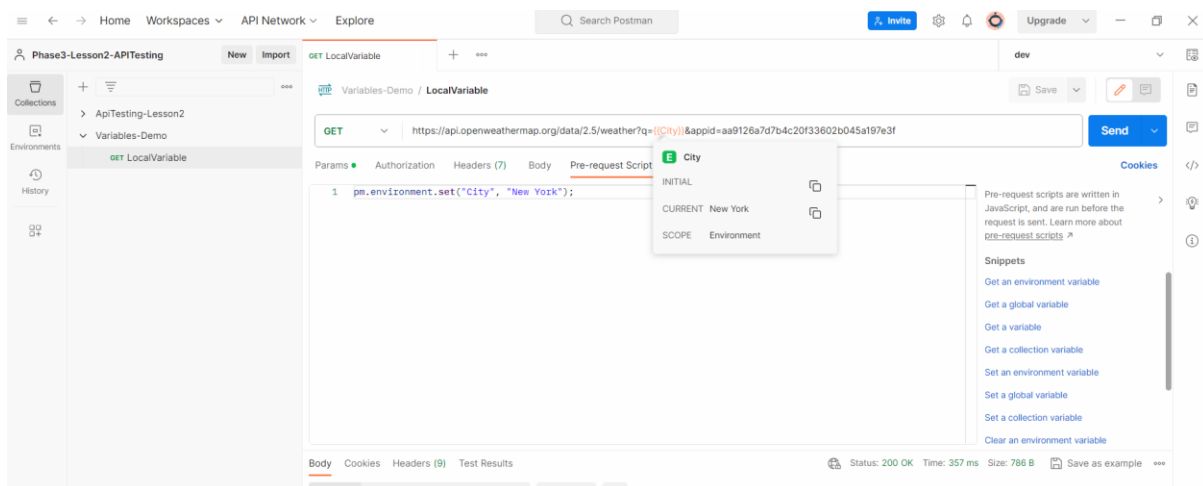 Home Workspaces API Network Explore Search Postman Invite Upgrade
Phase3-Lesson2-APITesting New Import GET LocalVariable dev
Collections
Environments
History
ApiTesting-Lesson2
Variables-Demo
GET LocalVariable
HTTP Variables-Demo / LocalVariable Save
GET https://api.openweathermap.org/data/2.5/weather?q={{City}}&appid=aa9126a7d7b4c20f33602b045a197e3f Send
Params Authorization Headers (7) Body Pre-request Script Cookies
1 pm.environment.set("City", "New York");
E City
INITIAL
CURRENT New York
SCOPE Environment
Pre-request scripts are written in
JavaScript, and are run before the
request is sent. Learn more about
pre-request scripts
Snippets
Get an environment variable
Get a global variable
Get a variable
Get a collection variable
Set an environment variable
Set a global variable
Set a collection variable
Clear an environment variable
Body Cookies Headers (9) Test Results Status: 200 OK Time: 357 ms Size: 786 B Save as example